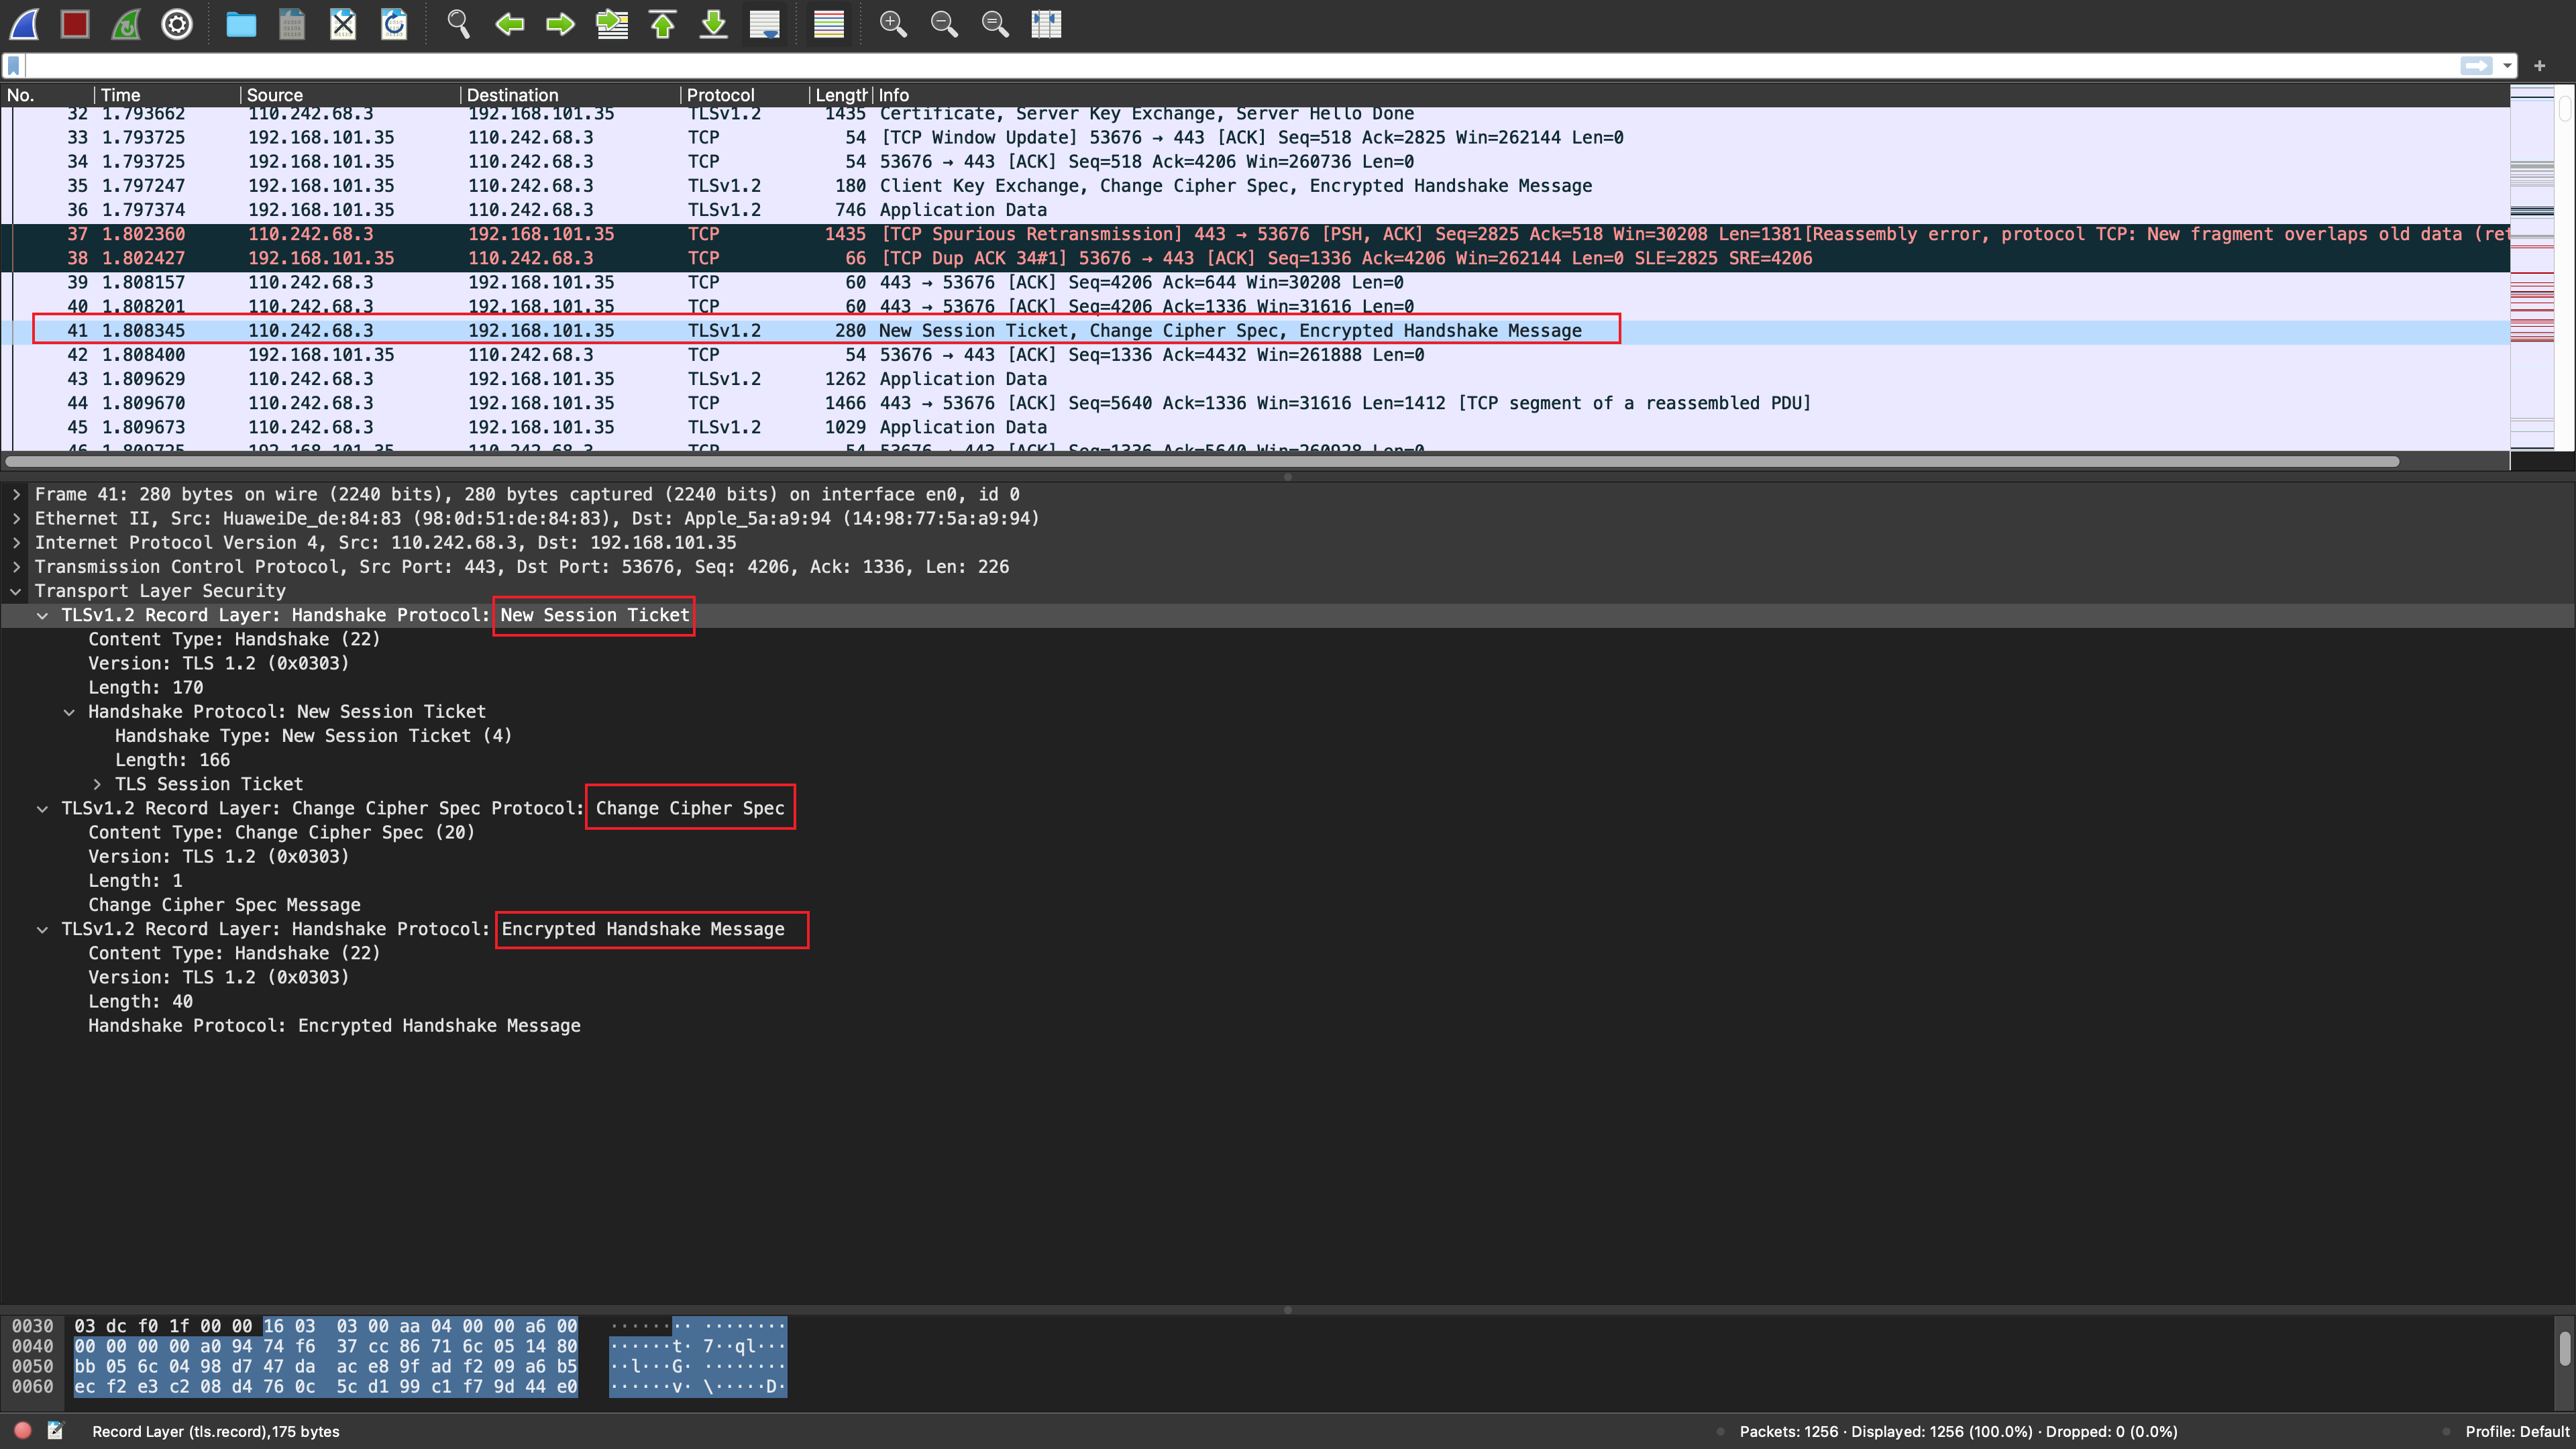 No. Time Source Destination Protocol Length Info
32 1.793662 110.242.68.3 192.168.101.35 TLSv1.2 1435 Certificate, Server Key Exchange, Server Hello Done
33 1.793725 192.168.101.35 110.242.68.3 TCP 54 [TCP Window Update] 53676 → 443 [ACK] Seq=518 Ack=2825 Win=262144 Len=0
34 1.793725 192.168.101.35 110.242.68.3 TCP 54 53676 → 443 [ACK] Seq=518 Ack=4206 Win=260736 Len=0
35 1.797247 192.168.101.35 110.242.68.3 TLSv1.2 180 Client Key Exchange, Change Cipher Spec, Encrypted Handshake Message
36 1.797374 192.168.101.35 110.242.68.3 TLSv1.2 746 Application Data
37 1.802360 110.242.68.3 192.168.101.35 TCP 1435 [TCP Spurious Retransmission] 443 → 53676 [PSH, ACK] Seq=2825 Ack=518 Win=30208 Len=1381[Reassembly error, protocol TCP: New fragment overlaps old data (ret
38 1.802427 192.168.101.35 110.242.68.3 TCP 66 [TCP Dup ACK 34#1] 53676 → 443 [ACK] Seq=1336 Ack=4206 Win=262144 Len=0 SLE=2825 SRE=4206
39 1.808157 110.242.68.3 192.168.101.35 TCP 60 443 → 53676 [ACK] Seq=4206 Ack=644 Win=30208 Len=0
40 1.808201 110.242.68.3 192.168.101.35 TCP 60 443 → 53676 [ACK] Seq=4206 Ack=1336 Win=31616 Len=0
41 1.808345 110.242.68.3 192.168.101.35 TLSv1.2 280 New Session Ticket, Change Cipher Spec, Encrypted Handshake Message
42 1.808400 192.168.101.35 110.242.68.3 TCP 54 53676 → 443 [ACK] Seq=1336 Ack=4432 Win=261888 Len=0
43 1.809629 110.242.68.3 192.168.101.35 TLSv1.2 1262 Application Data
44 1.809670 110.242.68.3 192.168.101.35 TCP 1466 443 → 53676 [ACK] Seq=5640 Ack=1336 Win=31616 Len=1412 [TCP segment of a reassembled PDU]
45 1.809673 110.242.68.3 192.168.101.35 TLSv1.2 1029 Application Data
46 1.809725 192.168.101.35 110.242.68.3 TCP 54 53676 → 443 [ACK] Seq=1336 Ack=5640 Win=260928 Len=0
Frame 41: 280 bytes on wire (2240 bits), 280 bytes captured (2240 bits) on interface en0, id 0
Ethernet II, Src: HuaweiDe_de:84:83 (98:0d:51:de:84:83), Dst: Apple_5a:a9:94 (14:98:77:5a:a9:94)
Internet Protocol Version 4, Src: 110.242.68.3, Dst: 192.168.101.35
Transmission Control Protocol, Src Port: 443, Dst Port: 53676, Seq: 4206, Ack: 1336, Len: 226
Transport Layer Security
TLSv1.2 Record Layer: Handshake Protocol: New Session Ticket
Content Type: Handshake (22)
Version: TLS 1.2 (0x0303)
Length: 170
Handshake Protocol: New Session Ticket
Handshake Type: New Session Ticket (4)
Length: 166
TLS Session Ticket
TLSv1.2 Record Layer: Change Cipher Spec Protocol: Change Cipher Spec
Content Type: Change Cipher Spec (20)
Version: TLS 1.2 (0x0303)
Length: 1
Change Cipher Spec Message
TLSv1.2 Record Layer: Handshake Protocol: Encrypted Handshake Message
Content Type: Handshake (22)
Version: TLS 1.2 (0x0303)
Length: 40
Handshake Protocol: Encrypted Handshake Message
0030 03 dc f0 1f 00 00 16 03 03 00 aa 04 00 00 a6 00 ········ ········
0040 00 00 00 00 a0 94 74 f6 37 cc 86 71 6c 05 14 80 ······t· 7··ql···
0050 bb 05 6c 04 98 d7 47 da ac e8 9f ad f2 09 a6 b5 ··l···G· ········
0060 ec f2 e3 c2 08 d4 76 0c 5c d1 99 c1 f7 9d 44 e0 ······v· \·····D·
Record Layer (tls.record), 175 bytes
Packets: 1256 · Displayed: 1256 (100.0%) · Dropped: 0 (0.0%)
Profile: Default